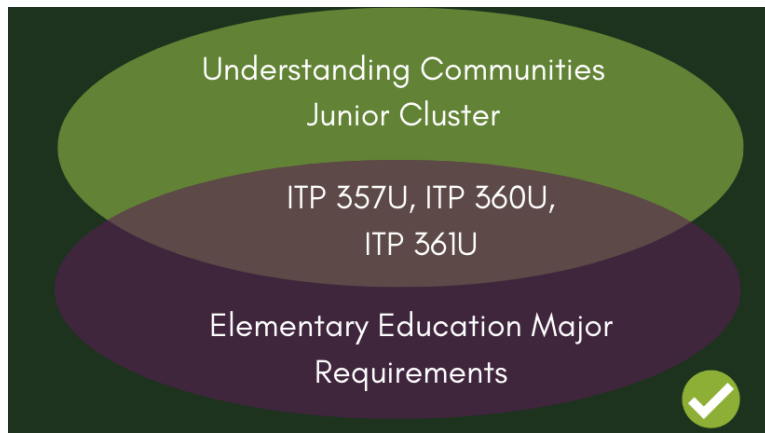 Understanding Communities
Junior Cluster
ITP 357U, ITP 360U,
ITP 361U
Elementary Education Major
Requirements